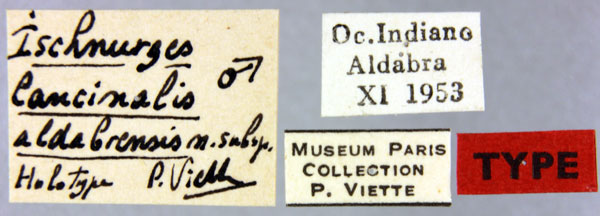 Ischnurges ♂
lancinalis
aldabrensis n. subsp.
Holotype P. Viette
Oc. Indiano
Aldabra
XI 1953
MUSEUM PARIS
COLLECTION
P. VIETTE
TYPE